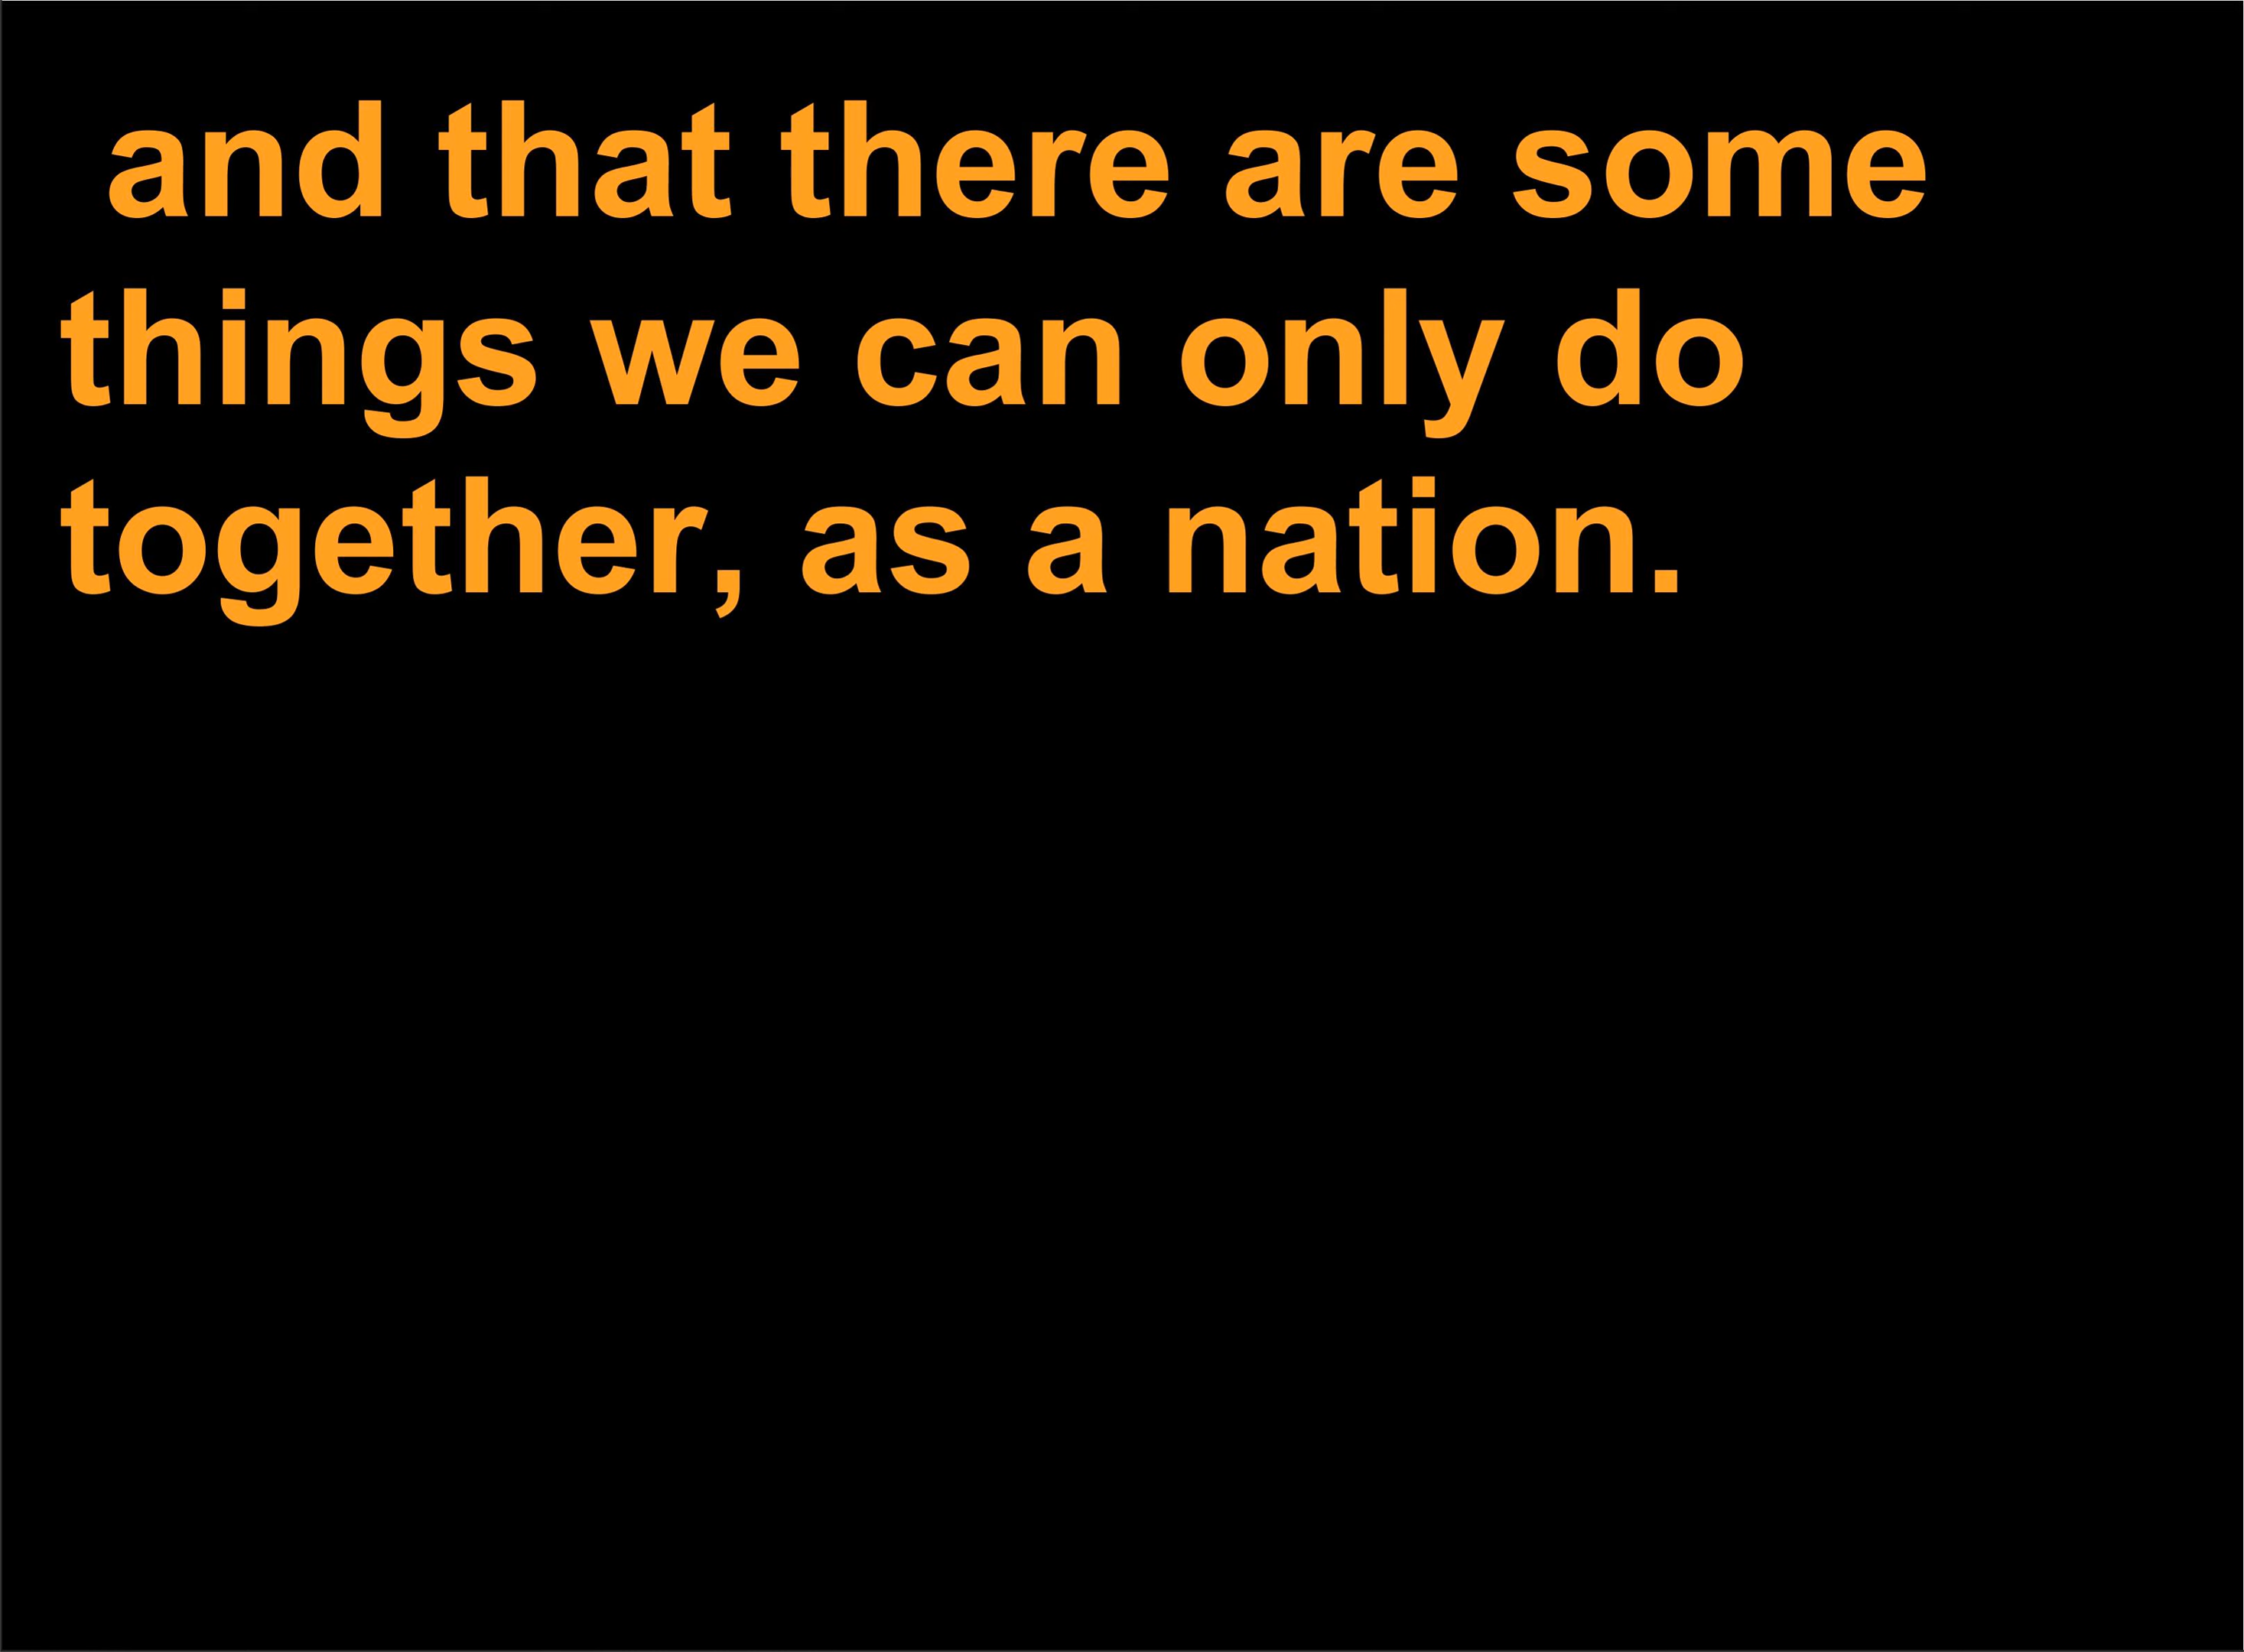 and that there are some
things we can only do
together, as a nation.